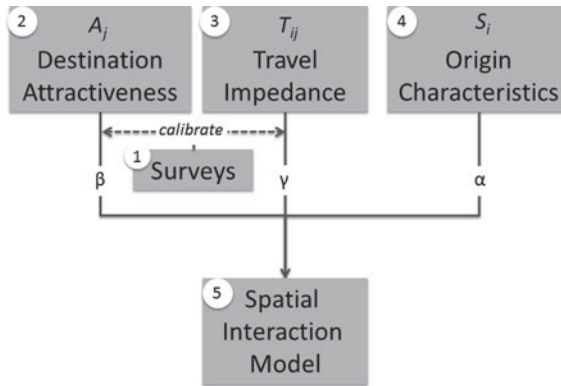 2
A_j
Destination
Attractiveness
3
T_ij
Travel
Impedance
4
S_i
Origin
Characteristics
calibrate
1
Surveys
β
γ
α
5
Spatial
Interaction
Model